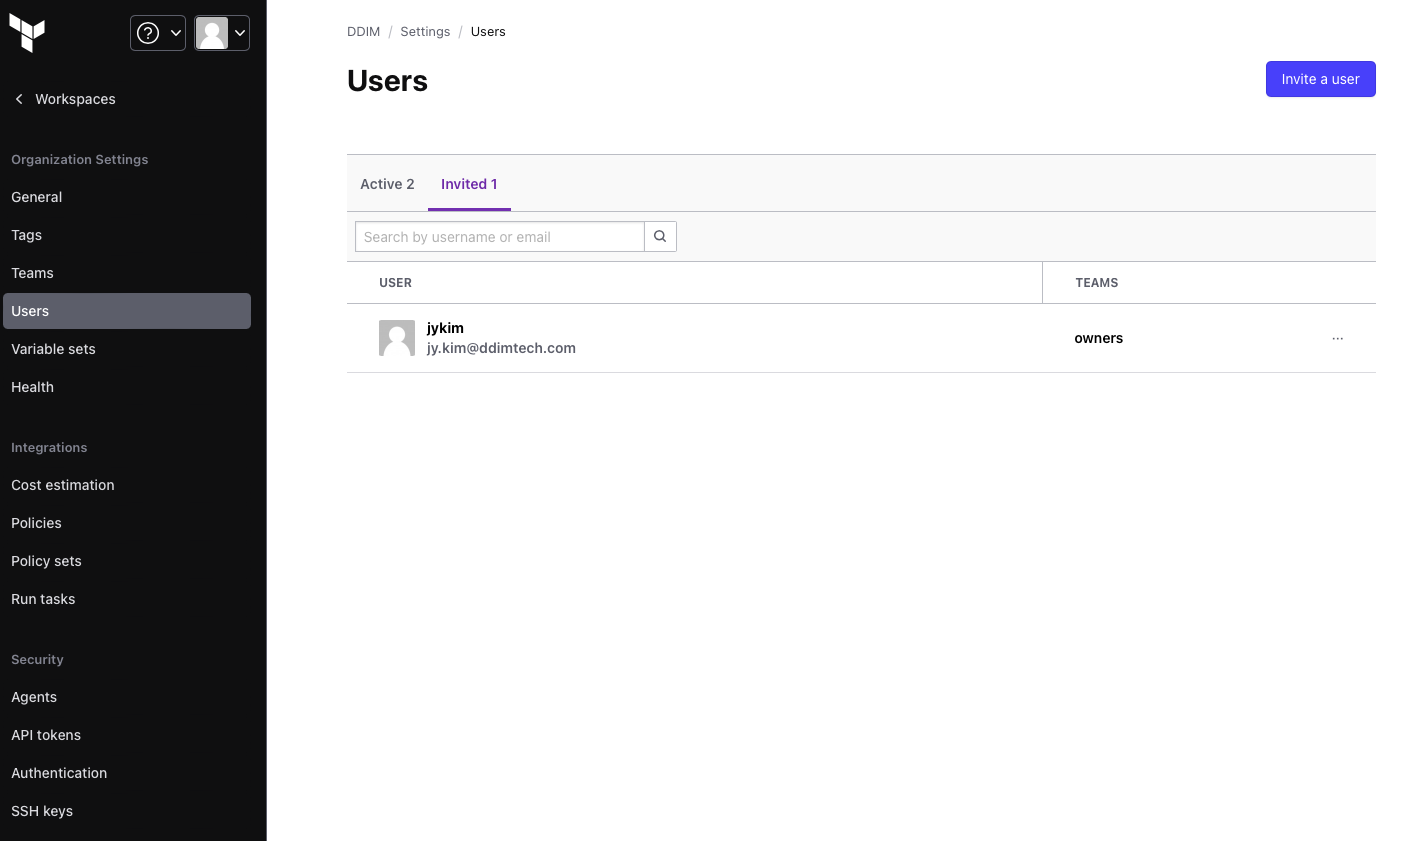 Workspaces
Organization Settings
General
Tags
Teams
Users
Variable sets
Health
Integrations
Cost estimation
Policies
Policy sets
Run tasks
Security
Agents
API tokens
Authentication
SSH keys
DDIM / Settings / Users
Users
Invite a user
Active 2 Invited 1
Search by username or email
USER TEAMS
jykim
jy.kim@ddimtech.com
owners